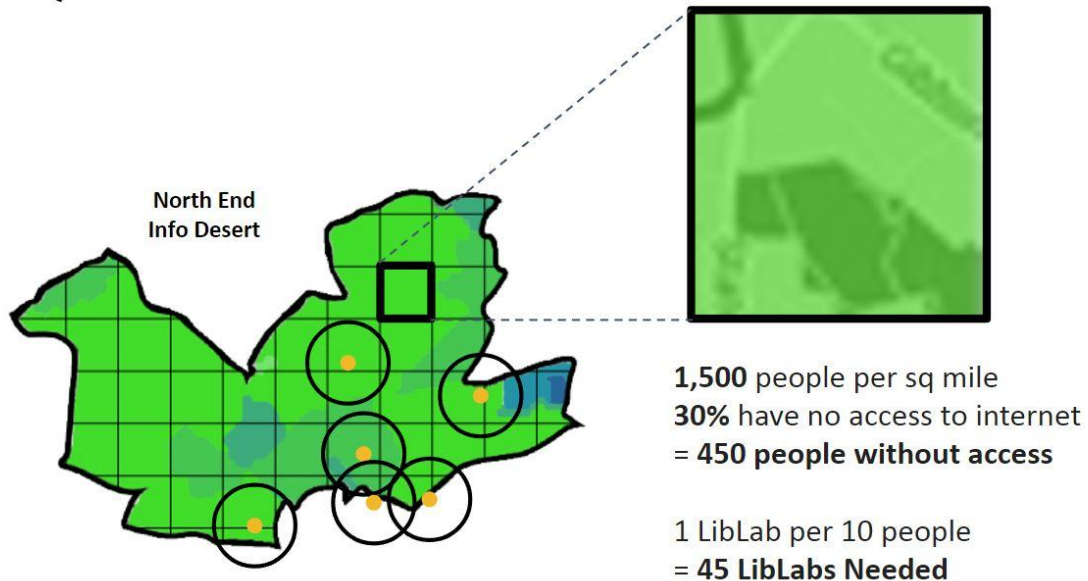 North End
Info Desert
1,500 people per sq mile
30% have no access to internet
= 450 people without access
1 LibLab per 10 people
= 45 LibLabs Needed